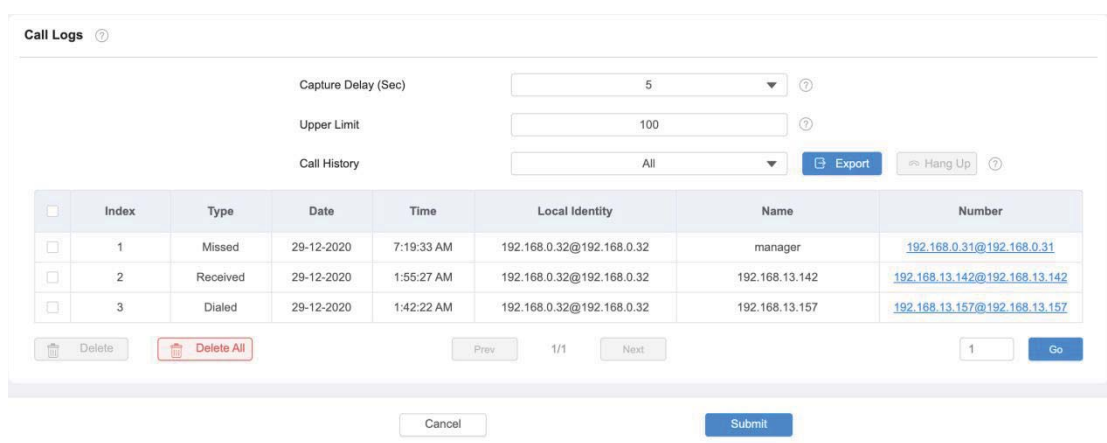 Call Logs ?
Capture Delay (Sec) 5 ?
Upper Limit 100 ?
Call History All Export Hang Up ?
Index Type Date Time Local Identity Name Number
1 Missed 29-12-2020 7:19:33 AM 192.168.0.32@192.168.0.32 manager 192.168.0.31@192.168.0.31
2 Received 29-12-2020 1:55:27 AM 192.168.0.32@192.168.0.32 192.168.13.142 192.168.13.142@192.168.13.142
3 Dialed 29-12-2020 1:42:22 AM 192.168.0.32@192.168.0.32 192.168.13.157 192.168.13.157@192.168.13.157
Delete Delete All Prev 1/1 Next 1 Go
Cancel Submit